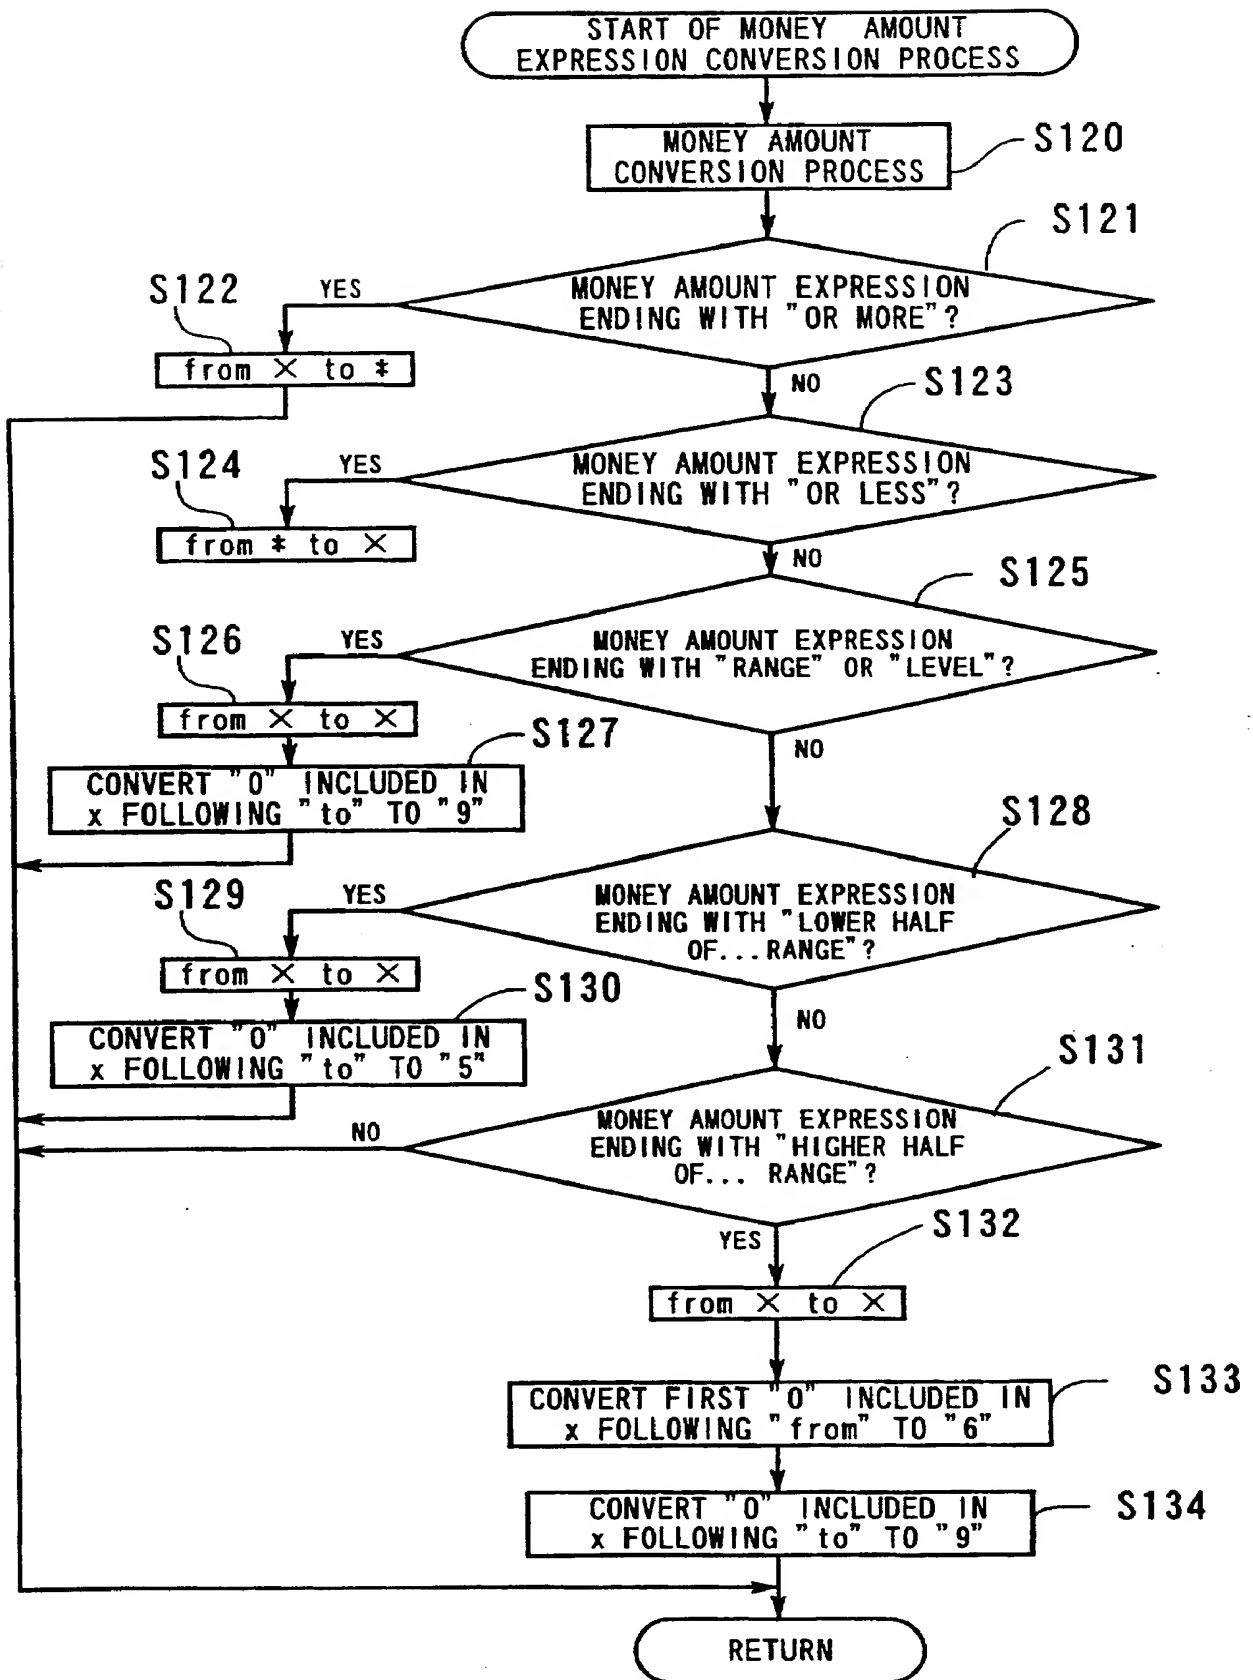 START OF MONEY AMOUNT
EXPRESSION CONVERSION PROCESS
MONEY AMOUNT
CONVERSION PROCESS
S120
S121
MONEY AMOUNT EXPRESSION
ENDING WITH "OR MORE"?
YES
S122
from × to *
NO
S123
MONEY AMOUNT EXPRESSION
ENDING WITH "OR LESS"?
YES
S124
from * to ×
NO
S125
MONEY AMOUNT EXPRESSION
ENDING WITH "RANGE" OR "LEVEL"?
YES
S126
from × to ×
S127
CONVERT "0" INCLUDED IN
x FOLLOWING "to" TO "9"
NO
S128
MONEY AMOUNT EXPRESSION
ENDING WITH "LOWER HALF
OF...RANGE"?
YES
S129
from × to ×
S130
CONVERT "0" INCLUDED IN
x FOLLOWING "to" TO "5"
NO
S131
MONEY AMOUNT EXPRESSION
ENDING WITH "HIGHER HALF
OF... RANGE"?
NO
YES
S132
from × to ×
S133
CONVERT FIRST "0" INCLUDED IN
x FOLLOWING "from" TO "6"
S134
CONVERT "0" INCLUDED IN
x FOLLOWING "to" TO "9"
RETURN